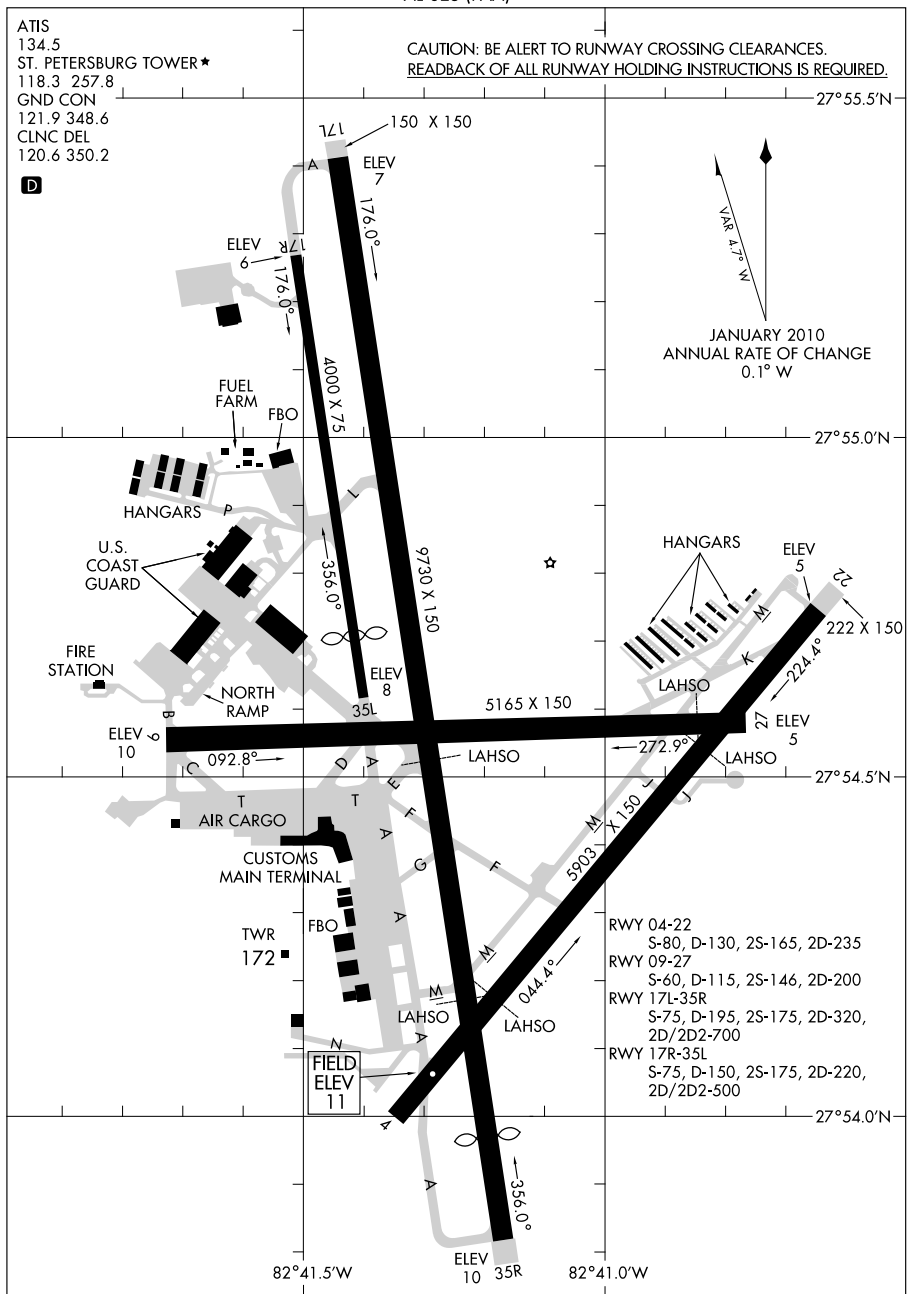 ATIS
134.5
ST. PETERSBURG TOWER★
118.3 257.8
GND CON
121.9 348.6
CLNC DEL
120.6 350.2
D
CAUTION: BE ALERT TO RUNWAY CROSSING CLEARANCES.
READBACK OF ALL RUNWAY HOLDING INSTRUCTIONS IS REQUIRED.
27°55.5'N
150 X 150
17L
A
ELEV
7
176.0°
VAR 4.7° W
JANUARY 2010
ANNUAL RATE OF CHANGE
0.1° W
ELEV
6
17R
176.0°
4000 X 75
FUEL
FARM
FBO
27°55.0'N
HANGARS
P
L
U.S.
COAST
GUARD
356.0°
9730 X 150
HANGARS
ELEV
5
22
222 X 150
M
K
224.4°
FIRE
STATION
NORTH
RAMP
ELEV
8
35L
5165 X 150
LAHSO
27
ELEV
5
B
9
ELEV
10
092.8°
272.9°
LAHSO
LAHSO
27°54.5'N
C
D
A
E
T
T
F
J
J
AIR CARGO
CUSTOMS
MAIN TERMINAL
A
G
F
M
5903 X 150
FBO
A
TWR
172
M
M
044.4°
LAHSO
LAHSO
RWY 04-22
S-80, D-130, 2S-165, 2D-235
RWY 09-27
S-60, D-115, 2S-146, 2D-200
RWY 17L-35R
S-75, D-195, 2S-175, 2D-320,
2D/2D2-700
RWY 17R-35L
S-75, D-150, 2S-175, 2D-220,
2D/2D2-500
N
A
FIELD
ELEV
11
4
27°54.0'N
A
356.0°
ELEV
10
35R
82°41.5'W
82°41.0'W